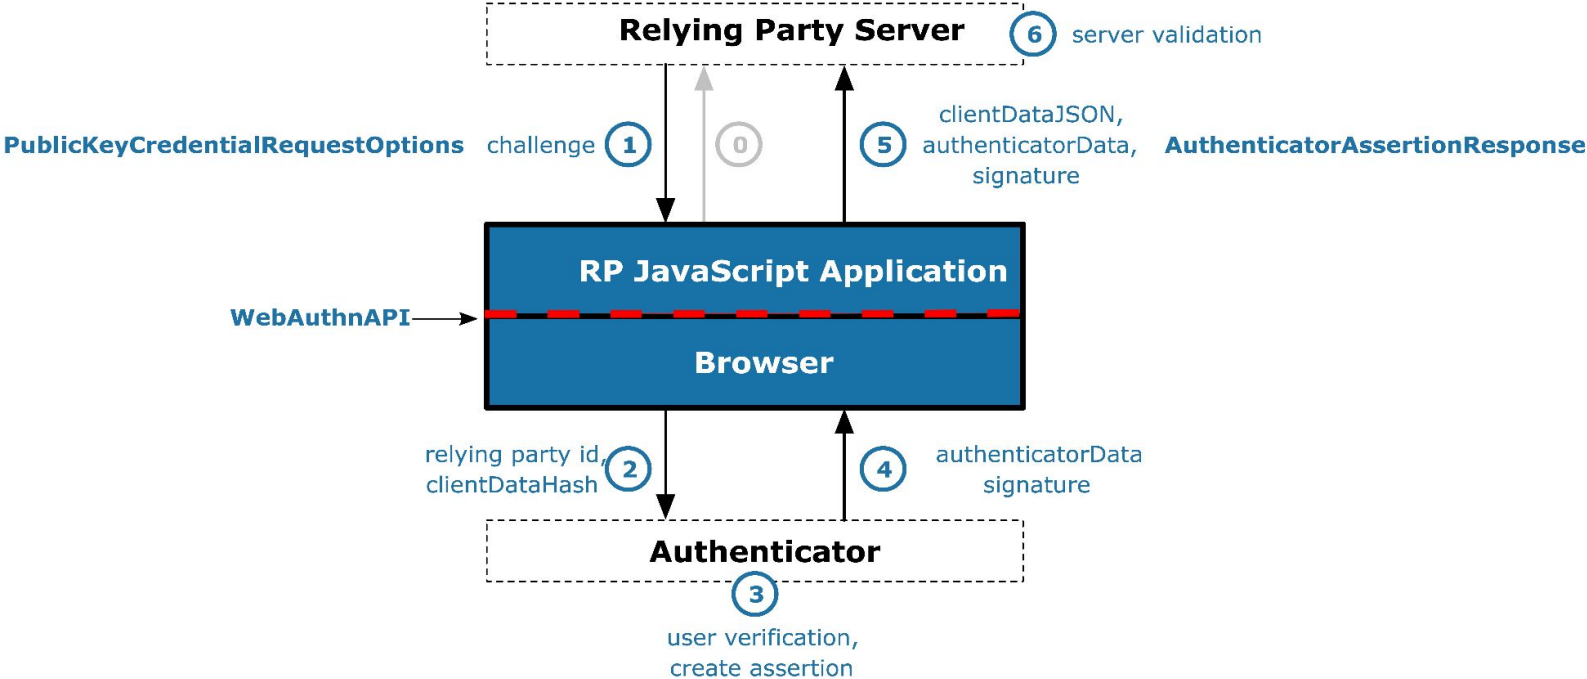 Relying Party Server
6 server validation
PublicKeyCredentialRequestOptions challenge 1
0
5 clientDataJSON,
authenticatorData,
signature
AuthenticatorAssertionResponse
RP JavaScript Application
WebAuthnAPI
Browser
relying party id,
clientDataHash
2
4
authenticatorData
signature
Authenticator
3
user verification,
create assertion